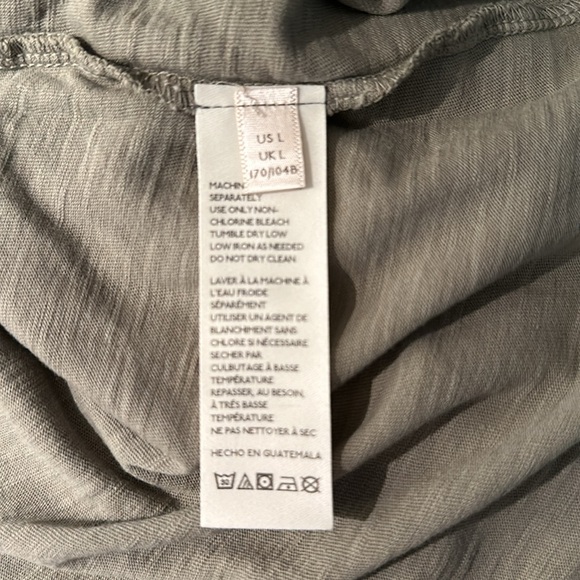 US L
UK L
170/104B
MACHIN
SEPARATELY
USE ONLY NON-
CHLORINE BLEACH
TUMBLE DRY LOW
LOW IRON AS NEEDED
DO NOT DRY CLEAN
LAVER À LA MACHINE À
L'EAU FROIDE
SÉPARÉMENT
UTILISER UN AGENT DE
BLANCHIMENT SANS
CHLORE SI NÉCESSAIRE
SECHER PAR
CULBUTAGE À BASSE
TEMPÉRATURE
REPASSER, AU BESOIN,
À TRÈS BASSE
TEMPÉRATURE
NE PAS NETTOYER À SEC
HECHO EN GUATEMALA
30